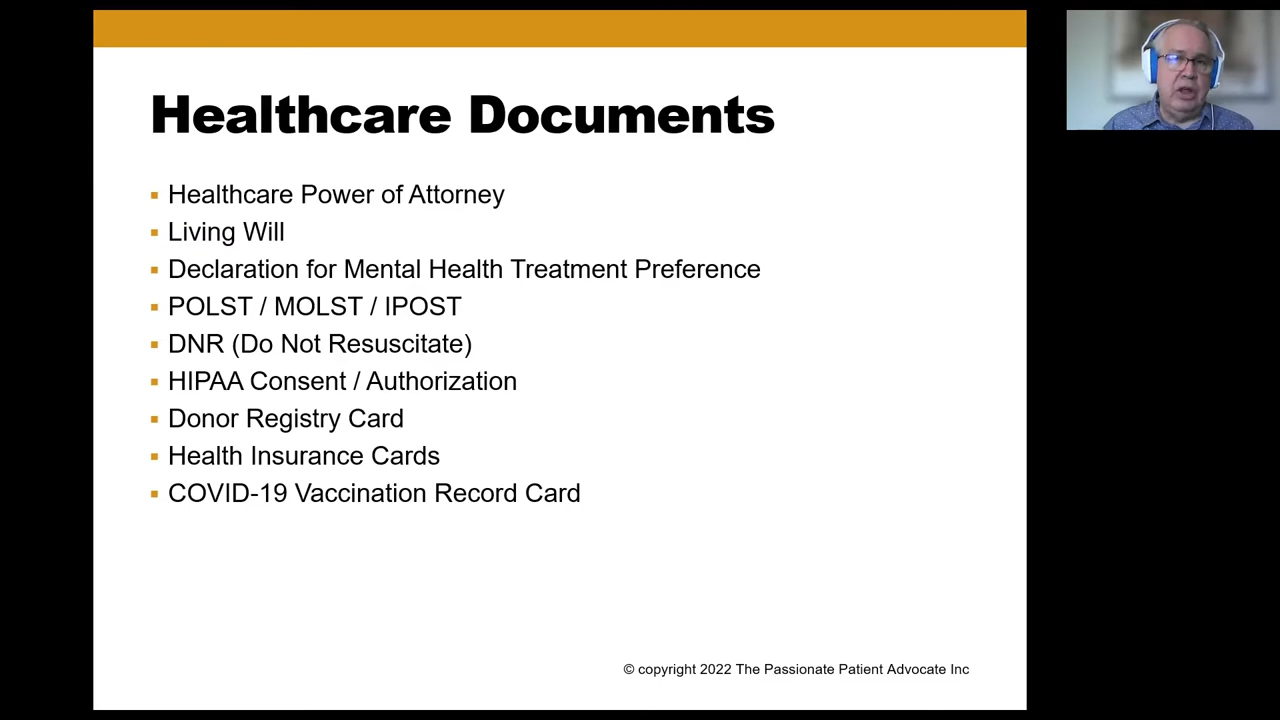 Healthcare Documents
Healthcare Power of Attorney
Living Will
Declaration for Mental Health Treatment Preference
POLST / MOLST / IPOST
DNR (Do Not Resuscitate)
HIPAA Consent / Authorization
Donor Registry Card
Health Insurance Cards
COVID-19 Vaccination Record Card
© copyright 2022 The Passionate Patient Advocate Inc